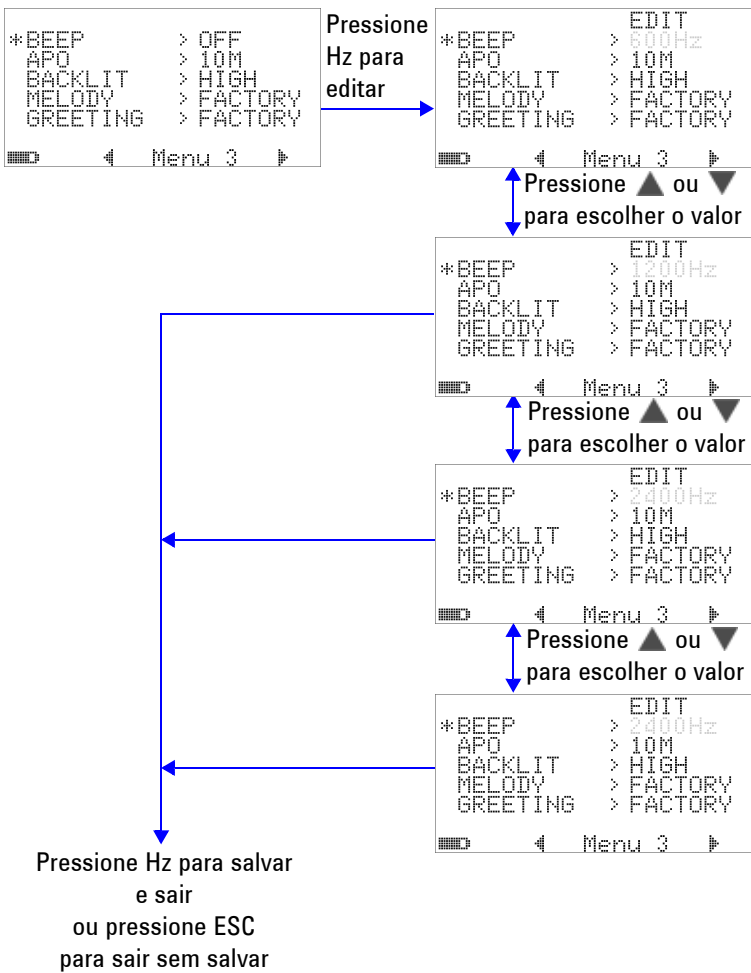 *BEEP > OFF
APO > 10M
BACKLIT > HIGH
MELODY > FACTORY
GREETING > FACTORY
Menu 3
Pressione
Hz para
editar
EDIT
*BEEP > 600Hz
APO > 10M
BACKLIT > HIGH
MELODY > FACTORY
GREETING > FACTORY
Menu 3
Pressione ▲ ou ▼
para escolher o valor
EDIT
*BEEP > 1200Hz
APO > 10M
BACKLIT > HIGH
MELODY > FACTORY
GREETING > FACTORY
Menu 3
Pressione ▲ ou ▼
para escolher o valor
EDIT
*BEEP > 2400Hz
APO > 10M
BACKLIT > HIGH
MELODY > FACTORY
GREETING > FACTORY
Menu 3
Pressione ▲ ou ▼
para escolher o valor
EDIT
*BEEP > 2400Hz
APO > 10M
BACKLIT > HIGH
MELODY > FACTORY
GREETING > FACTORY
Menu 3
Pressione Hz para salvar
e sair
ou pressione ESC
para sair sem salvar